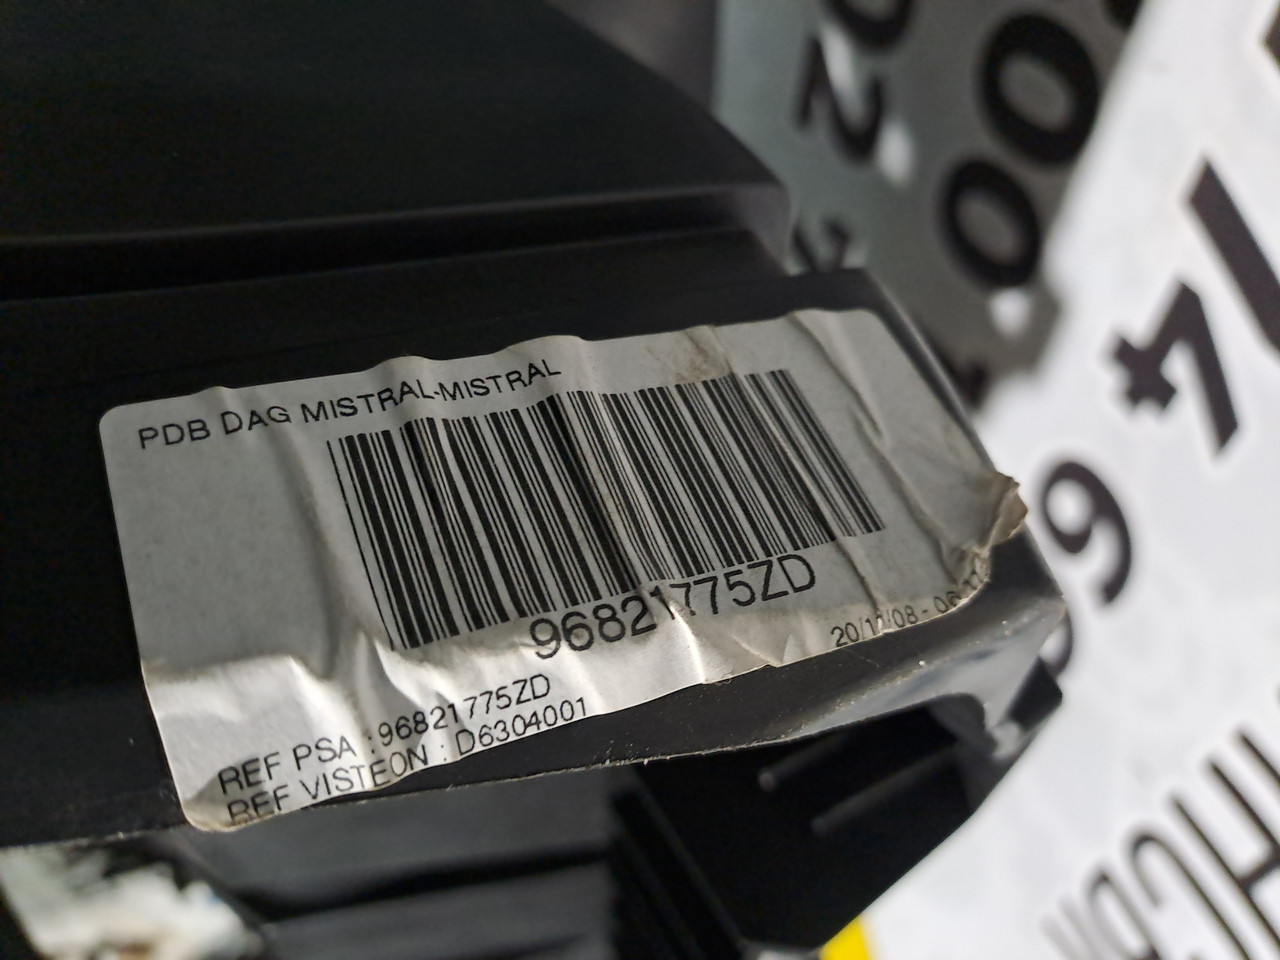 PDB DAG MISTRAL-MISTRAL
96821775ZD
REF PSA :96821775ZD
REF VISTEON : D6304001